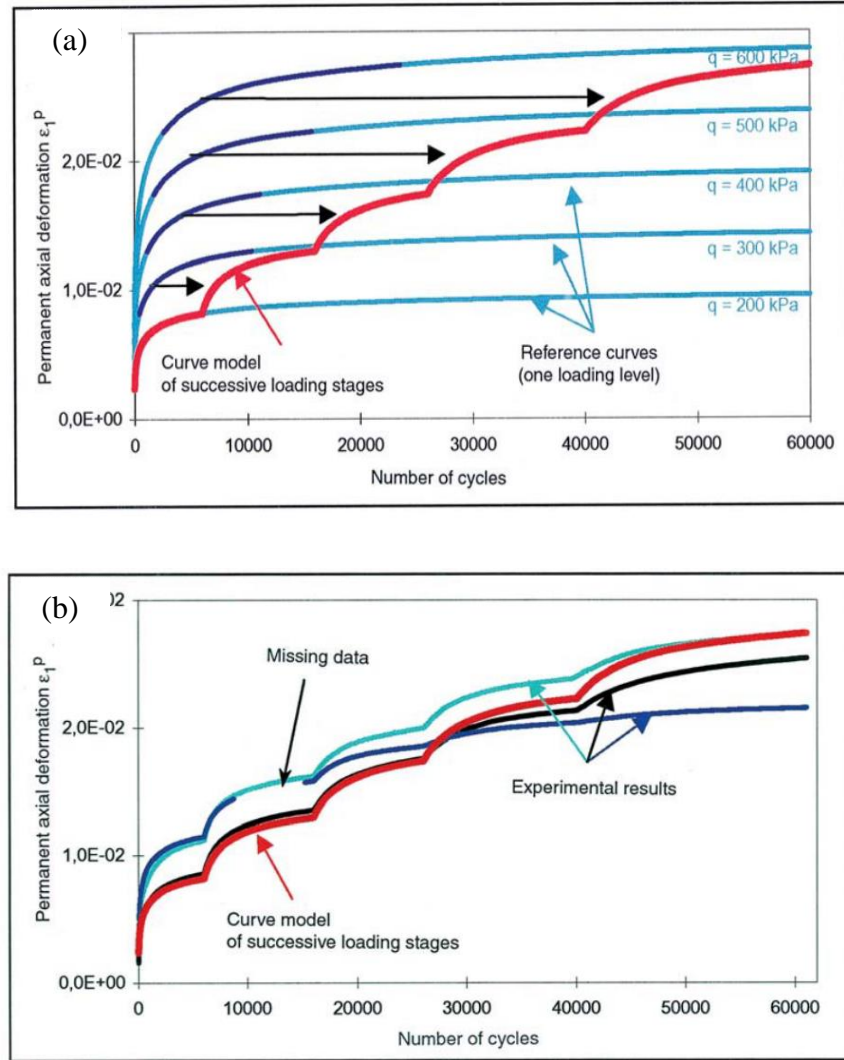 (a)
Permanent axial deformation ε₁ᵖ
2,0E-02
1,0E-02
0,0E+00
q = 600 kPa
q = 500 kPa
q = 400 kPa
q = 300 kPa
q = 200 kPa
Curve model
of successive loading stages
Reference curves
(one loading level)
0 10000 20000 30000 40000 50000 60000
Number of cycles
(b)
)2
Permanent axial deformation ε₁ᵖ
2,0E-02
1,0E-02
0,0E+00
Missing data
Experimental results
Curve model
of successive loading stages
0 10000 20000 30000 40000 50000 60000
Number of cycles